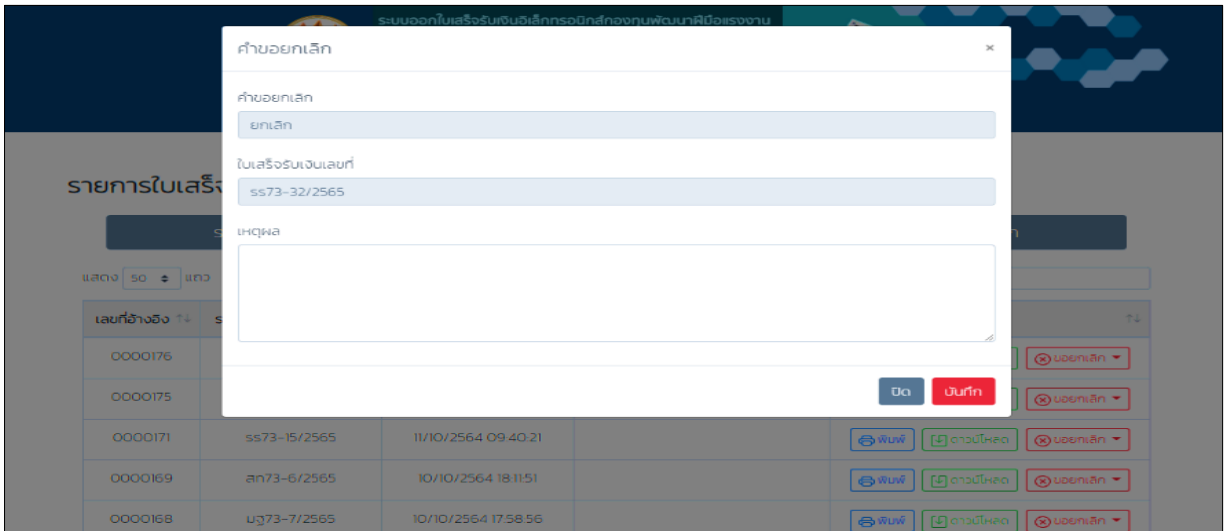 ระบบออกใบเสร็จรับเงินอิเล็กทรอนิกส์กองทุนพัฒนาฝีมือแรงงาน
คำขอยกเลิก ×
คำขอยกเลิก
ยกเลิก
ใบเสร็จรับเงินเลขที่
รายการใบเสร็จ
รร73-32/2565
เหตุผล
แสดง 50 แถว
เลขที่อ้างอิง
0000176 ขอยกเลิก
ปิด บันทึก
0000175 ขอยกเลิก
0000171 รร73-15/2565 11/10/2564 09:40:21 พิมพ์ ดาวน์โหลด ขอยกเลิก
0000169 สก73-6/2565 10/10/2564 18:11:51 พิมพ์ ดาวน์โหลด ขอยกเลิก
0000168 มฐ73-7/2565 10/10/2564 17:58:56 พิมพ์ ดาวน์โหลด ขอยกเลิก